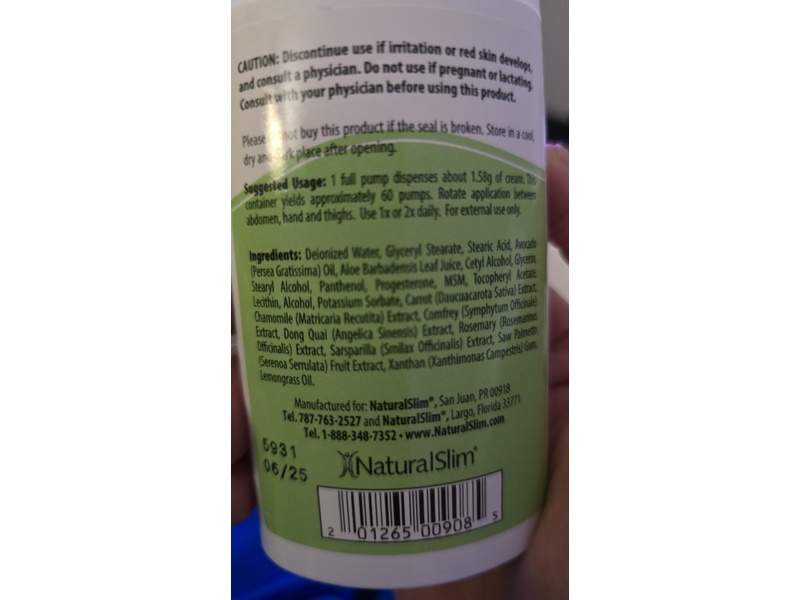 CAUTION: Discontinue use if irritation or red skin develops,
and consult a physician. Do not use if pregnant or lactating.
Consult with your physician before using this product.
Please not buy this product if the seal is broken. Store in a cool,
dry and dark place after opening.
Suggested Usage: 1 full pump dispenses about 1.58g of cream. This
container yields approximately 60 pumps. Rotate application between
abdomen, hand and thighs. Use 1x or 2x daily. For external use only.
Ingredients: Deionized Water, Glyceryl Stearate, Stearic Acid, Avocado
(Persea Gratissima) Oil, Aloe Barbadensis Leaf Juice, Cetyl Alcohol, Glycerin,
Stearyl Alcohol, Panthenol, Progesterone, MSM, Tocopheryl Acetate,
Lecithin, Alcohol, Potassium Sorbate, Carrot (Daucuacarota Sativa) Extract,
Chamomile (Matricaria Recutita) Extract, Comfrey (Symphytum Officinale)
Extract, Dong Quai (Angelica Sinensis) Extract, Rosemary (Rosemarinus
Officinalis) Extract, Sarsparilla (Smilax Officinalis) Extract, Saw Palmetto
(Serenoa Serrulata) Fruit Extract, Xanthan (Xanthimonas Campestris) Gum,
Lemongrass Oil.
Manufactured for: NaturalSlim®, San Juan, PR 00918
Tel. 787-763-2527 and NaturalSlim®, Largo, Florida 33771
Tel. 1-888-348-7352 • www.NaturalSlim.com
5931
06/25
NaturalSlim®
2 01265 00908 5